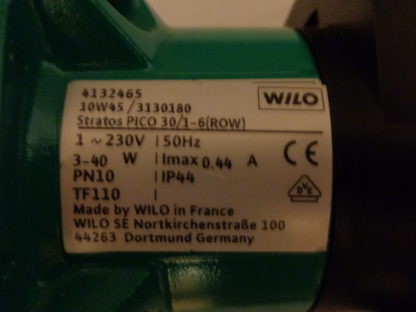 4132465
10W45/3130180
WILO
Stratos PICO 30/1-6(ROW)
1 ~ 230V | 50Hz
3-40 W | Imax 0.44 A CE
PN10 | IP44
TF110 |
DVE
Made by WILO in France
WILO SE Nortkirchenstraße 100
44263 Dortmund Germany